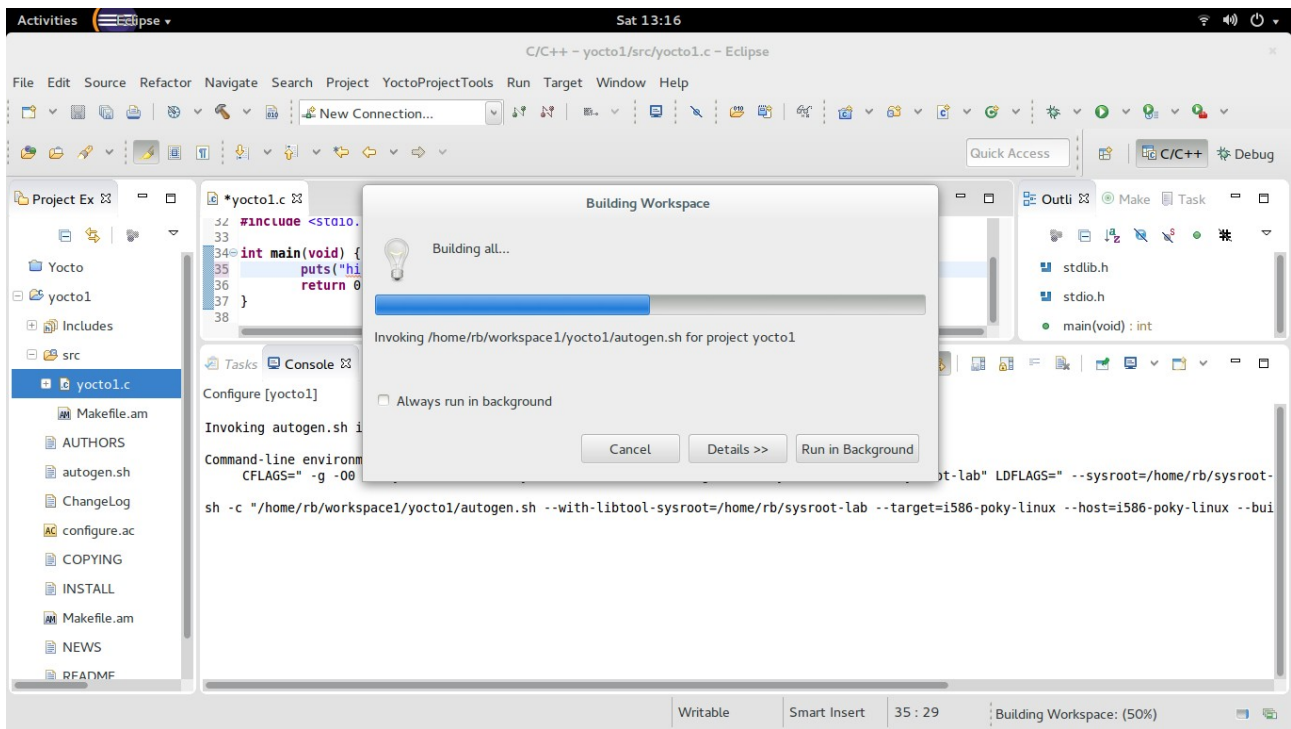 Activities Eclipse Sat 13:16
C/C++ – yocto1/src/yocto1.c – Eclipse
File Edit Source Refactor Navigate Search Project YoctoProjectTools Run Target Window Help
New Connection...
Quick Access C/C++ Debug
Project Ex
Yocto
yocto1
Includes
src
yocto1.c
Makefile.am
AUTHORS
autogen.sh
ChangeLog
configure.ac
COPYING
INSTALL
Makefile.am
NEWS
README
*yocto1.c
32 #include <stdio.
33
34 int main(void) {
35 puts("hi
36 return 0
37 }
38
Building Workspace
Building all...
Invoking /home/rb/workspace1/yocto1/autogen.sh for project yocto1
Always run in background
Cancel Details >> Run in Background
Outli Make Task
stdlib.h
stdio.h
main(void) : int
Tasks Console
Configure [yocto1]
Invoking autogen.sh i
Command-line environm
CFLAGS=" -g -O0 ot-lab" LDFLAGS=" --sysroot=/home/rb/sysroot-
sh -c "/home/rb/workspace1/yocto1/autogen.sh --with-libtool-sysroot=/home/rb/sysroot-lab --target=i586-poky-linux --host=i586-poky-linux --bui
Writable Smart Insert 35 : 29 Building Workspace: (50%)